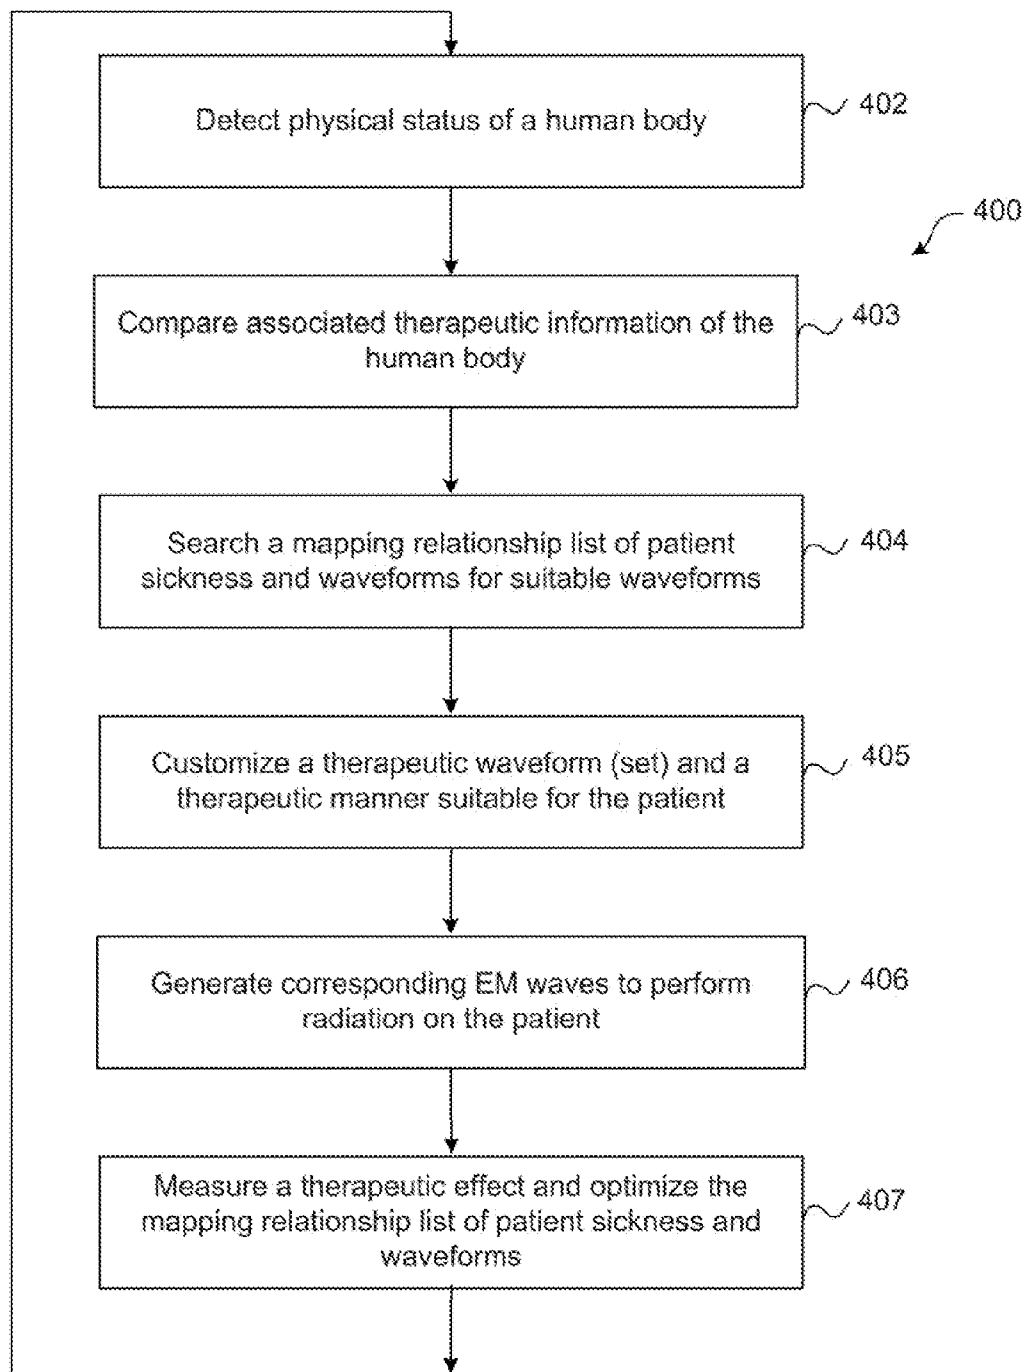 Detect physical status of a human body
402
400
Compare associated therapeutic information of the
human body
403
Search a mapping relationship list of patient
sickness and waveforms for suitable waveforms
404
Customize a therapeutic waveform (set) and a
therapeutic manner suitable for the patient
405
Generate corresponding EM waves to perform
radiation on the patient
406
Measure a therapeutic effect and optimize the
mapping relationship list of patient sickness and
waveforms
407